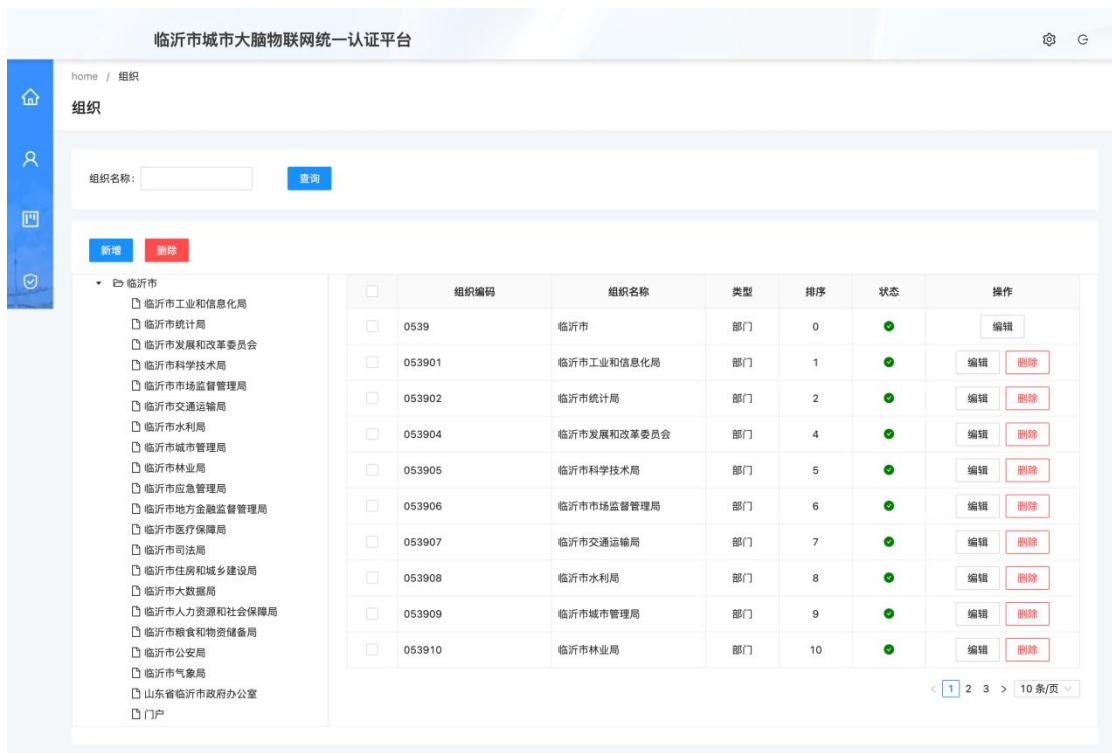 临沂市城市大脑物联网统一认证平台
home / 组织
组织
组织名称：
查询
新增 删除
临沂市
临沂市工业和信息化局
临沂市统计局
临沂市发展和改革委员会
临沂市科学技术局
临沂市市场监督管理局
临沂市交通运输局
临沂市水利局
临沂市城市管理局
临沂市林业局
临沂市应急管理局
临沂市地方金融监督管理局
临沂市医疗保障局
临沂市司法局
临沂市住房和城乡建设局
临沂市大数据局
临沂市人力资源和社会保障局
临沂市粮食和物资储备局
临沂市公安局
临沂市气象局
山东省临沂市政府办公室
门户
组织编码 组织名称 类型 排序 状态 操作
0539 临沂市 部门 0 编辑
053901 临沂市工业和信息化局 部门 1 编辑 删除
053902 临沂市统计局 部门 2 编辑 删除
053904 临沂市发展和改革委员会 部门 4 编辑 删除
053905 临沂市科学技术局 部门 5 编辑 删除
053906 临沂市市场监督管理局 部门 6 编辑 删除
053907 临沂市交通运输局 部门 7 编辑 删除
053908 临沂市水利局 部门 8 编辑 删除
053909 临沂市城市管理局 部门 9 编辑 删除
053910 临沂市林业局 部门 10 编辑 删除
< 1 2 3 > 10 条/页